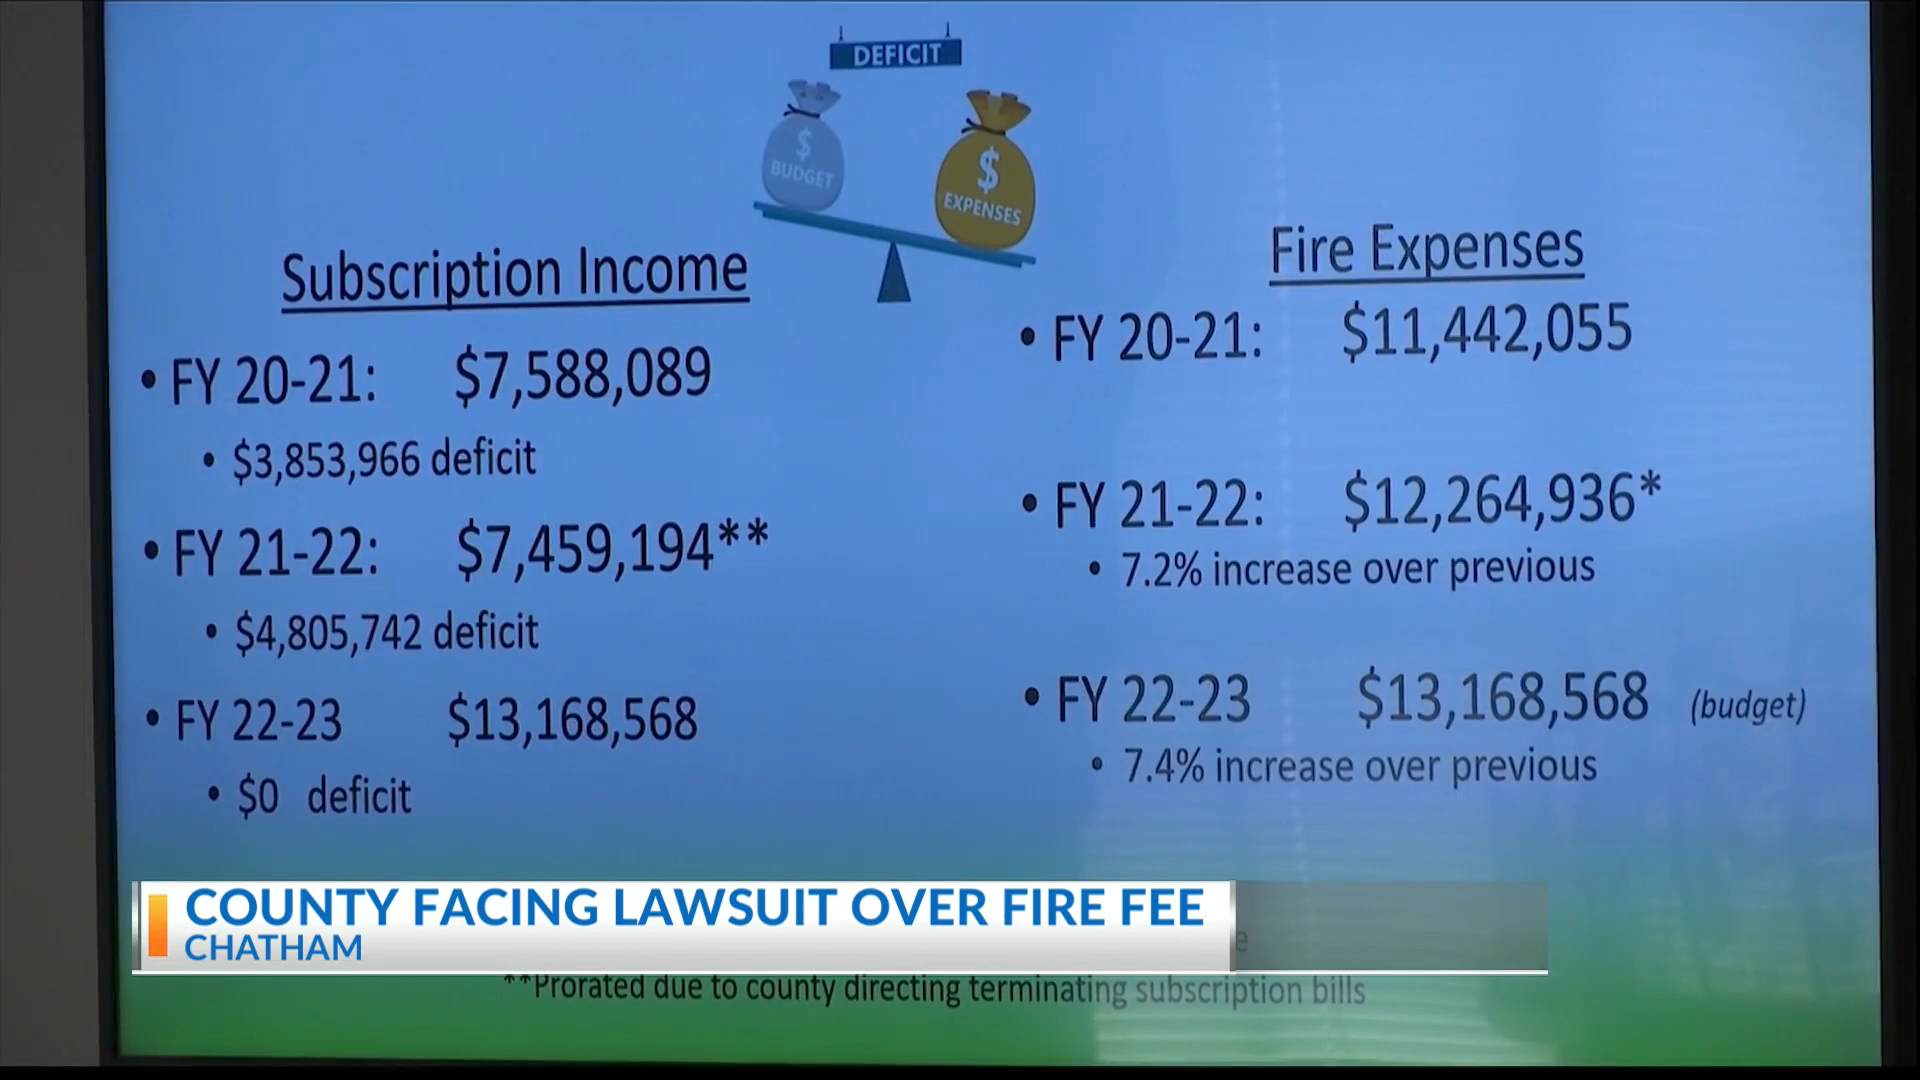 DEFICIT
$
BUDGET
$
EXPENSES
Subscription Income
• FY 20-21: $7,588,089
• $3,853,966 deficit
• FY 21-22: $7,459,194**
• $4,805,742 deficit
• FY 22-23 $13,168,568
• $0 deficit
Fire Expenses
• FY 20-21: $11,442,055
• FY 21-22: $12,264,936*
• 7.2% increase over previous
• FY 22-23 $13,168,568 (budget)
• 7.4% increase over previous
COUNTY FACING LAWSUIT OVER FIRE FEE
CHATHAM
**Prorated due to county directing terminating subscription bills